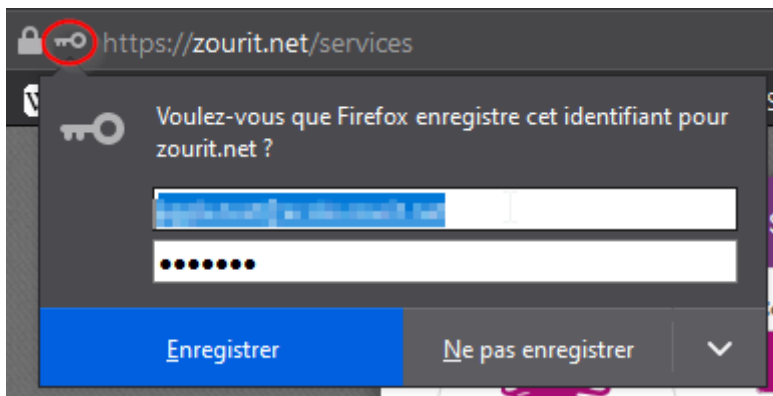 https://zourit.net/services
Voulez-vous que Firefox enregistre cet identifiant pour
zourit.net ?
•••••••
Enregistrer
Ne pas enregistrer